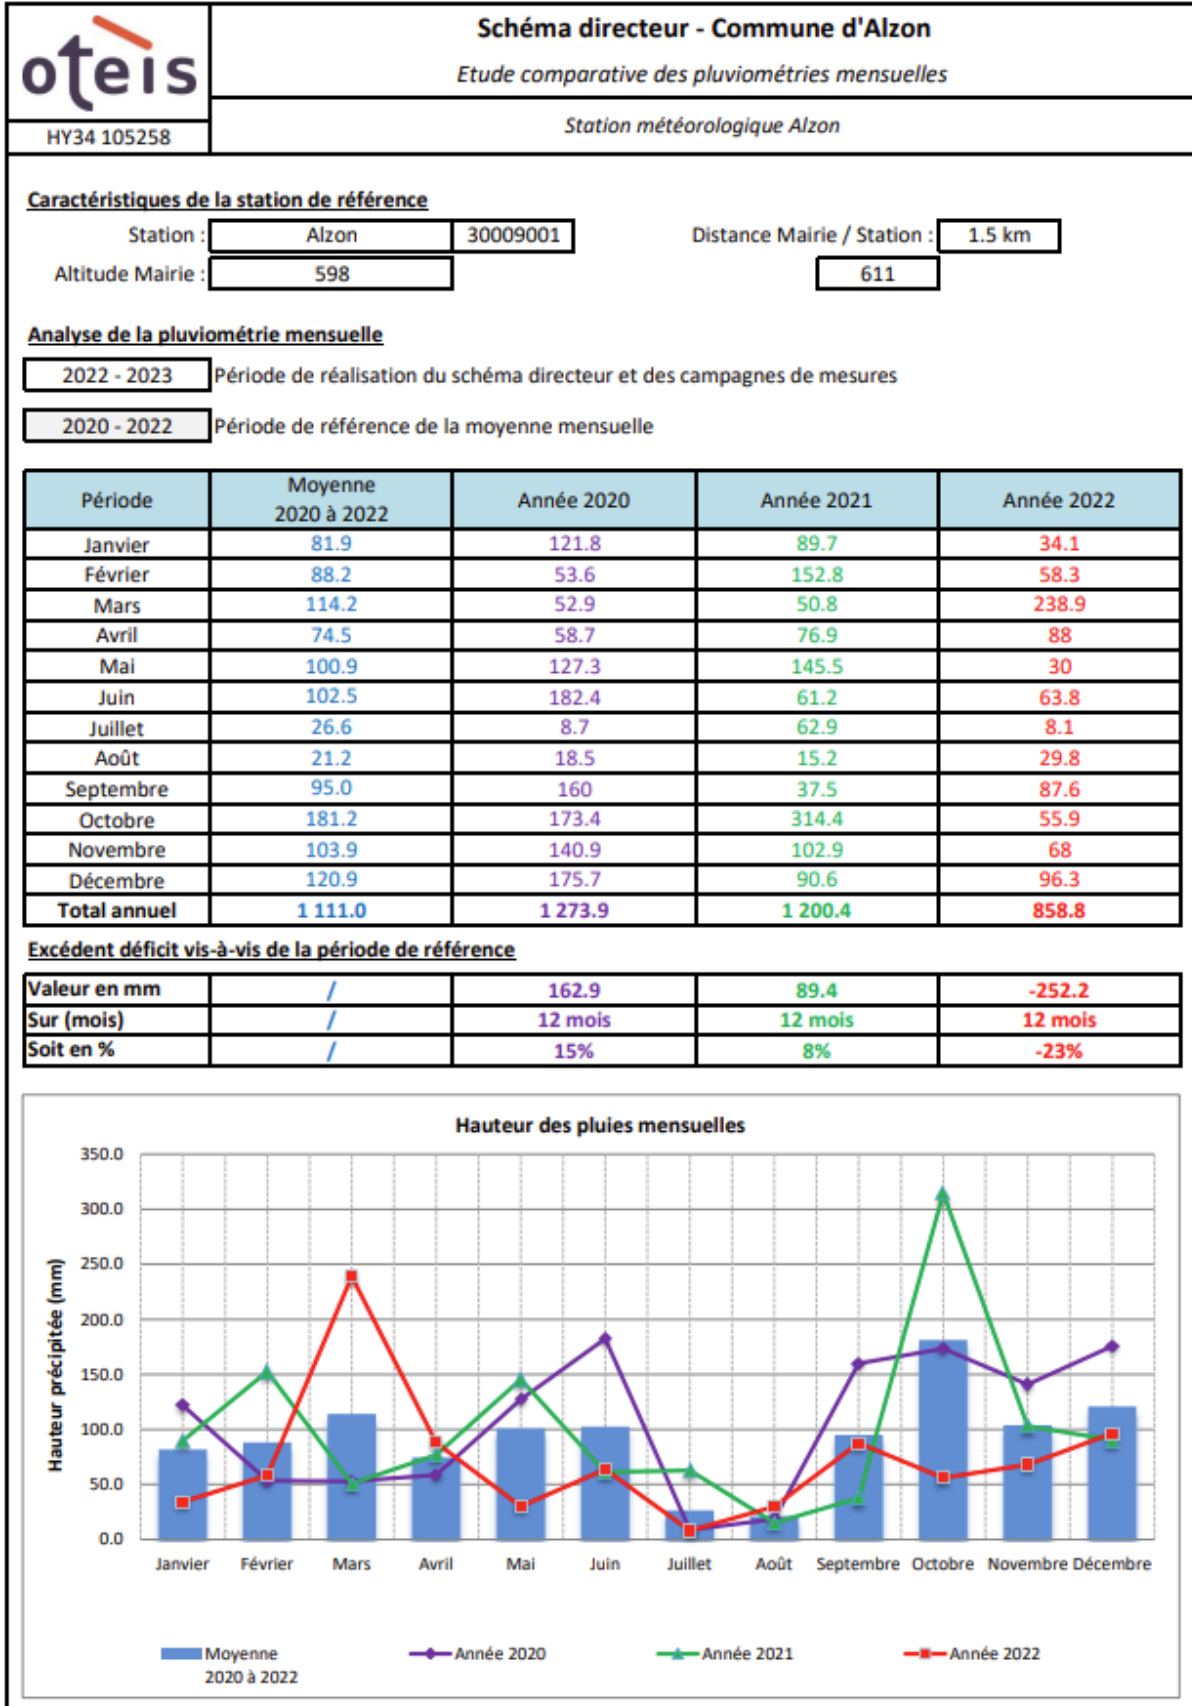 oteis
HY34 105258
Schéma directeur - Commune d'Alzon
Etude comparative des pluviométries mensuelles
Station météorologique Alzon
Caractéristiques de la station de référence
Station : Alzon 30009001 Distance Mairie / Station : 1.5 km
Altitude Mairie : 598 611
Analyse de la pluviométrie mensuelle
2022 - 2023 Période de réalisation du schéma directeur et des campagnes de mesures
2020 - 2022 Période de référence de la moyenne mensuelle
Période Moyenne 2020 à 2022 Année 2020 Année 2021 Année 2022
Janvier 81.9 121.8 89.7 34.1
Février 88.2 53.6 152.8 58.3
Mars 114.2 52.9 50.8 238.9
Avril 74.5 58.7 76.9 88
Mai 100.9 127.3 145.5 30
Juin 102.5 182.4 61.2 63.8
Juillet 26.6 8.7 62.9 8.1
Août 21.2 18.5 15.2 29.8
Septembre 95.0 160 37.5 87.6
Octobre 181.2 173.4 314.4 55.9
Novembre 103.9 140.9 102.9 68
Décembre 120.9 175.7 90.6 96.3
Total annuel 1 111.0 1 273.9 1 200.4 858.8
Excédent déficit vis-à-vis de la période de référence
Valeur en mm / 162.9 89.4 -252.2
Sur (mois) / 12 mois 12 mois 12 mois
Soit en % / 15% 8% -23%
Hauteur des pluies mensuelles
Hauteur précipitée (mm)
350.0
300.0
250.0
200.0
150.0
100.0
50.0
0.0
Janvier Février Mars Avril Mai Juin Juillet Août Septembre Octobre Novembre Décembre
Moyenne 2020 à 2022 Année 2020 Année 2021 Année 2022